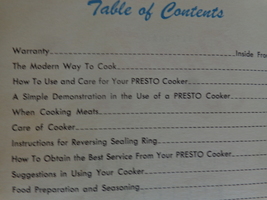 Table of Contents
Warranty Inside Fro
The Modern Way To Cook
How To Use and Care for Your PRESTO Cooker
A Simple Demonstration in the Use of a PRESTO Cooker
When Cooking Meats
Care of Cooker
Instructions for Reversing Sealing Ring
How To Obtain the Best Service From Your PRESTO Cooker
Suggestions in Using Your Cooker
Food Preparation and Seasoning